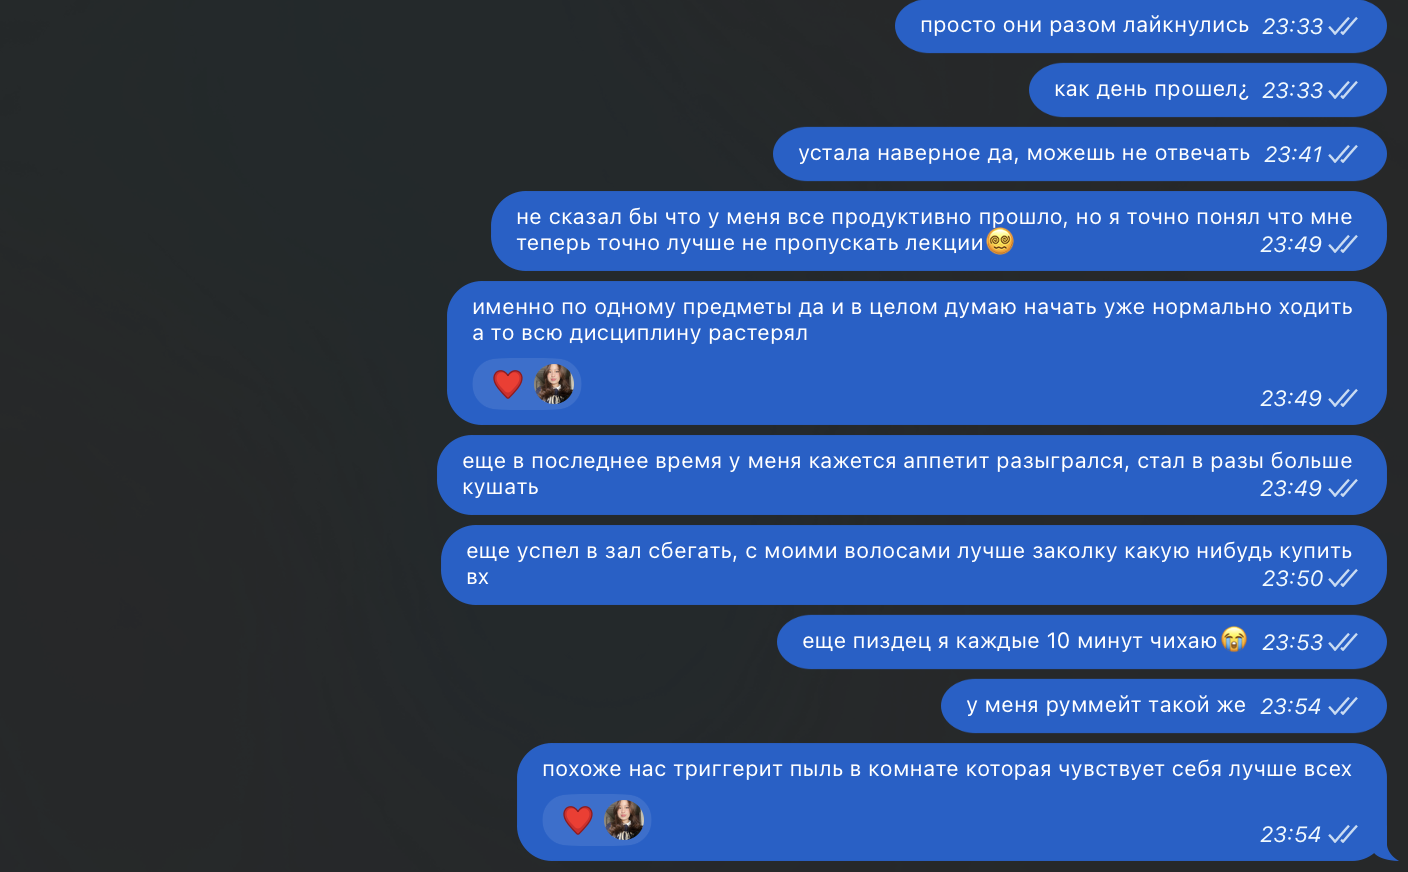 просто они разом лайкнулись 23:33
как день прошел¿ 23:33
устала наверное да, можешь не отвечать 23:41
не сказал бы что у меня все продуктивно прошло, но я точно понял что мне
теперь точно лучше не пропускать лекции😵‍💫 23:49
именно по одному предметы да и в целом думаю начать уже нормально ходить
а то всю дисциплину растерял
23:49
еще в последнее время у меня кажется аппетит разыгрался, стал в разы больше
кушать 23:49
еще успел в зал сбегать, с моими волосами лучше заколку какую нибудь купить
вх 23:50
еще пиздец я каждые 10 минут чихаю😭 23:53
у меня руммейт такой же 23:54
похоже нас триггерит пыль в комнате которая чувствует себя лучше всех
23:54